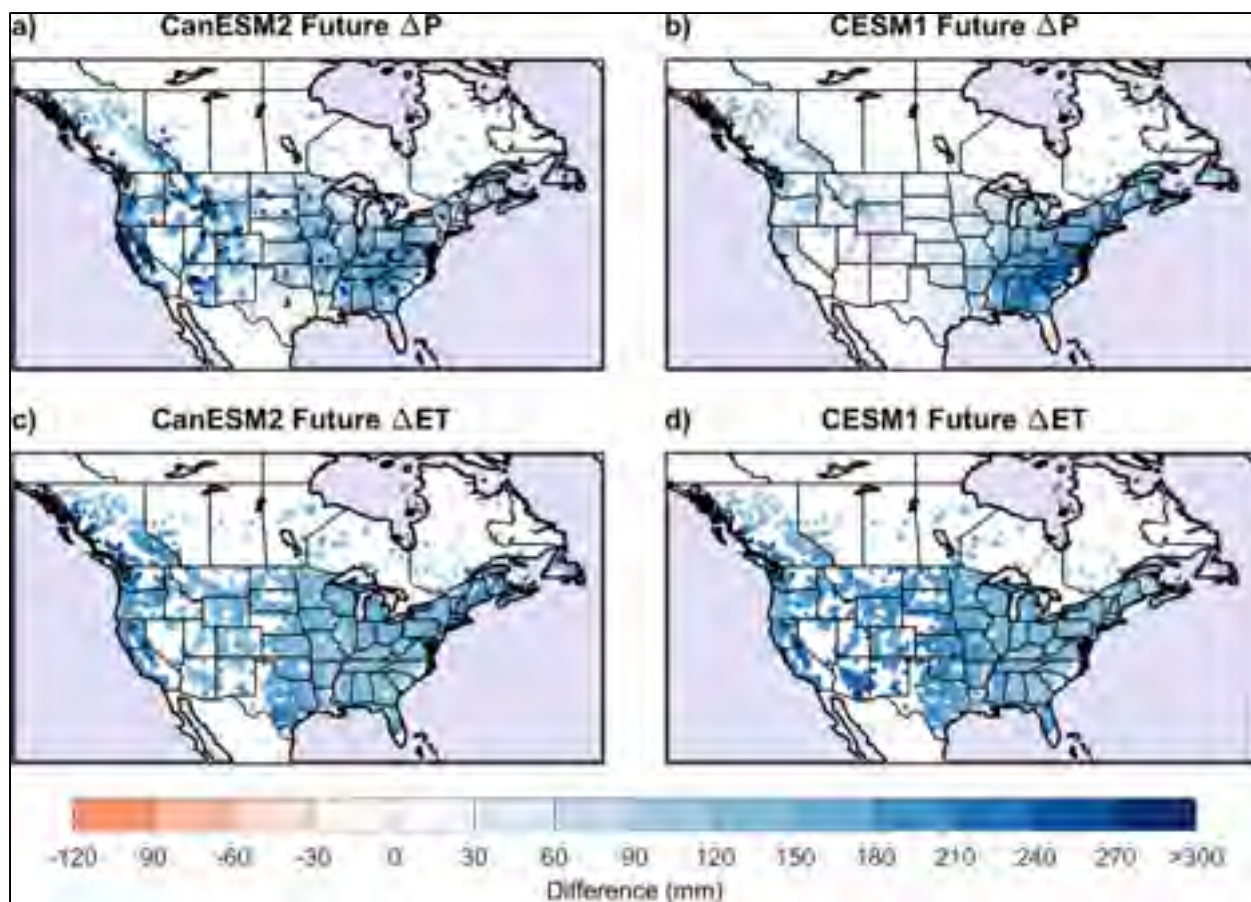 a) CanESM2 Future ΔP
b) CESM1 Future ΔP
c) CanESM2 Future ΔET
d) CESM1 Future ΔET
-120 -90 -60 -30 0 30 60 90 120 150 180 210 240 270 >300
Difference (mm)